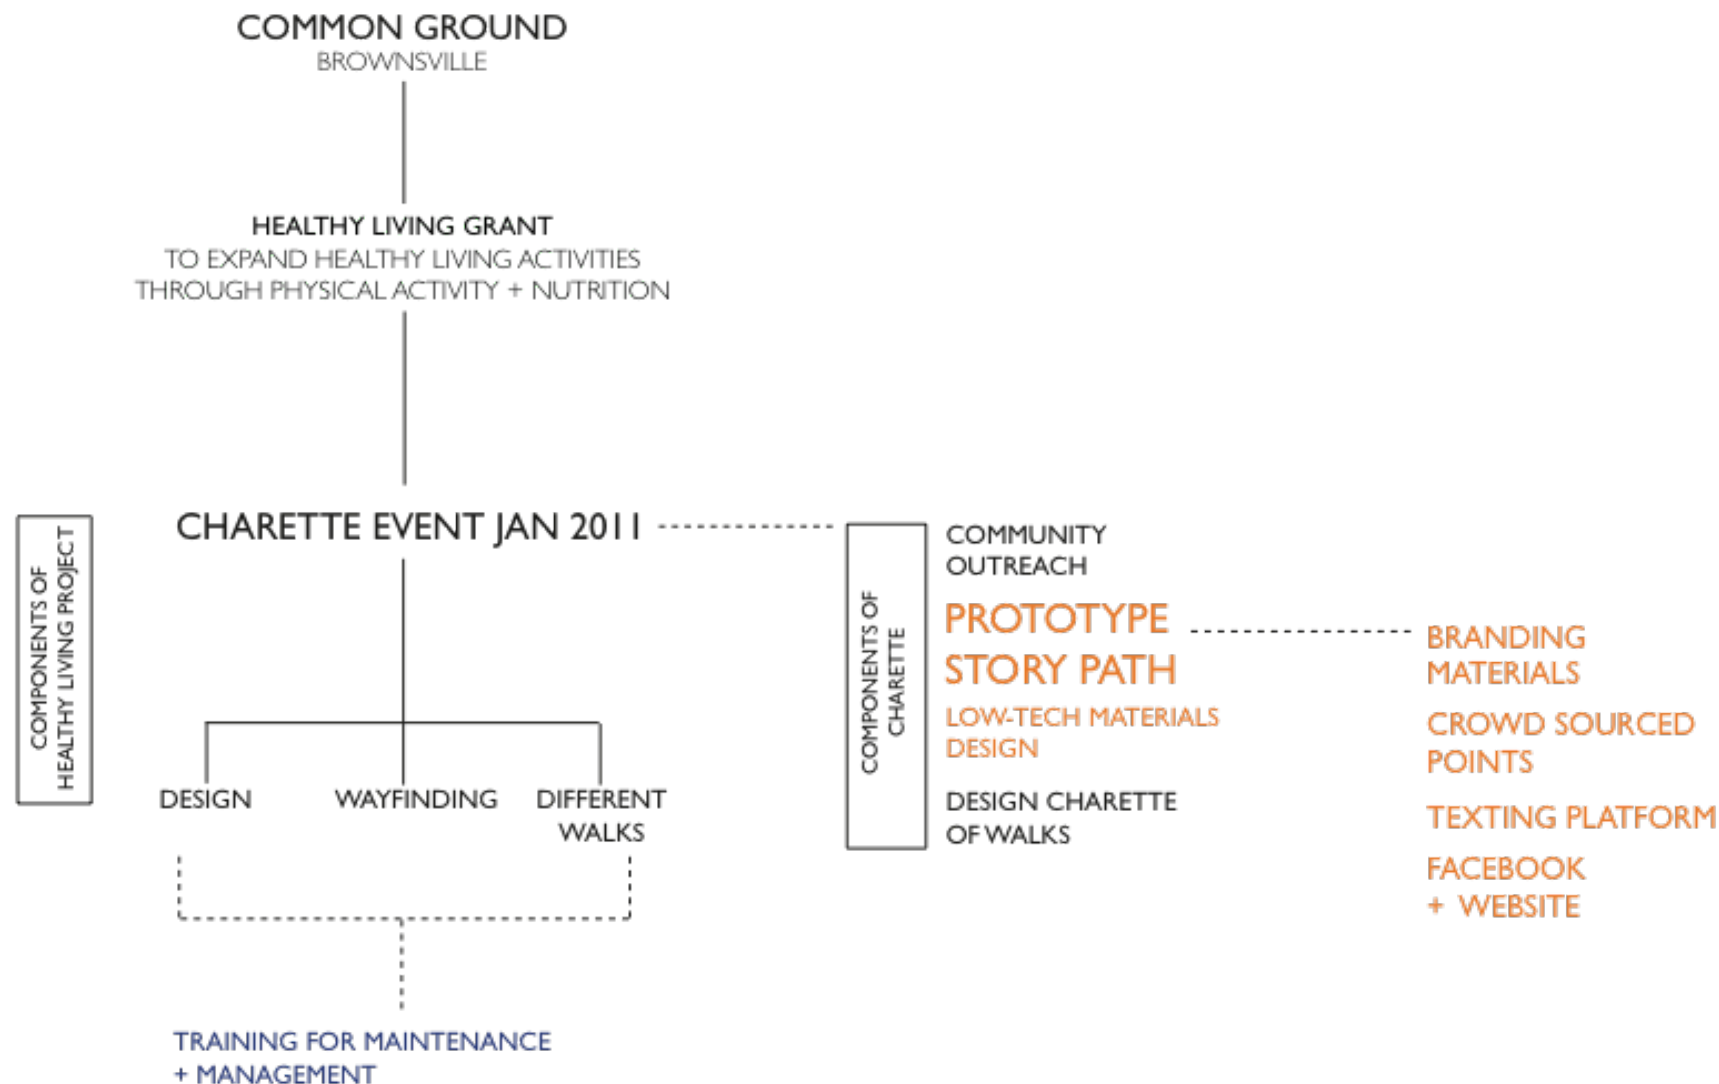 COMMON GROUND
BROWNSVILLE
HEALTHY LIVING GRANT
TO EXPAND HEALTHY LIVING ACTIVITIES
THROUGH PHYSICAL ACTIVITY + NUTRITION
COMPONENTS OF
HEALTHY LIVING PROJECT
CHARETTE EVENT JAN 2011
DESIGN
WAYFINDING
DIFFERENT
WALKS
TRAINING FOR MAINTENANCE
+ MANAGEMENT
COMPONENTS OF
CHARETTE
COMMUNITY
OUTREACH
PROTOTYPE
STORY PATH
LOW-TECH MATERIALS
DESIGN
DESIGN CHARETTE
OF WALKS
BRANDING
MATERIALS
CROWD SOURCED
POINTS
TEXTING PLATFORM
FACEBOOK
+ WEBSITE